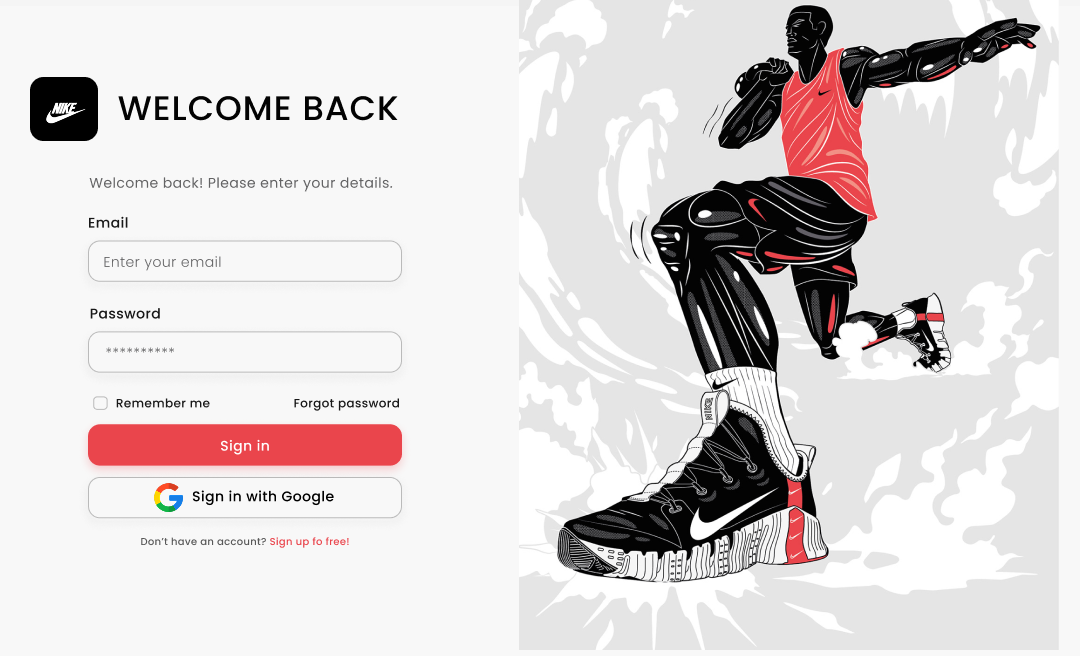 NIKE
WELCOME BACK
Welcome back! Please enter your details.
Email
Enter your email
Password
**********
Remember me
Forgot password
Sign in
Sign in with Google
Don't have an account? Sign up fo free!
NIKE